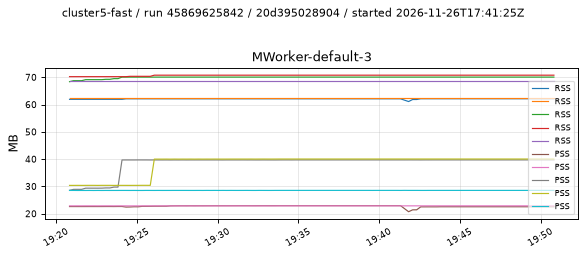 cluster5-fast / run 45869625842 / 20d395028904 / started 2026-11-26T17:41:25Z
MWorker-default-3
MB
70
60
50
40
30
20
RSS
RSS
RSS
RSS
RSS
PSS
PSS
PSS
PSS
PSS
19:20
19:25
19:30
19:35
19:40
19:45
19:50